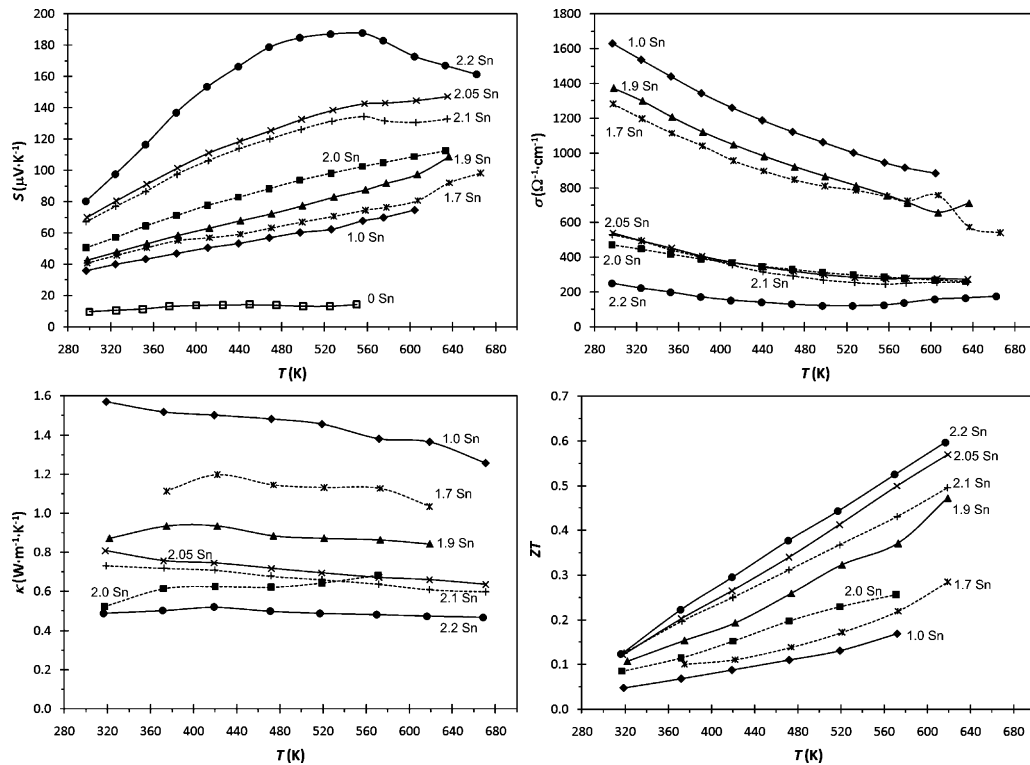 200
180
160
140
120
100
80
60
40
20
0
S (μV·K⁻¹)
2.2 Sn
2.05 Sn
2.1 Sn
2.0 Sn
1.9 Sn
1.7 Sn
1.0 Sn
0 Sn
280 320 360 400 440 480 520 560 600 640 680
T (K)
1800
1600
1400
1200
1000
800
600
400
200
0
σ (Ω⁻¹·cm⁻¹)
1.0 Sn
1.9 Sn
1.7 Sn
2.05 Sn
2.0 Sn
2.1 Sn
2.2 Sn
280 320 360 400 440 480 520 560 600 640 680
T (K)
1.6
1.4
1.2
1.0
0.8
0.6
0.4
0.2
0.0
κ (W·m⁻¹·K⁻¹)
1.0 Sn
1.7 Sn
1.9 Sn
2.05 Sn
2.0 Sn
2.1 Sn
2.2 Sn
280 320 360 400 440 480 520 560 600 640 680
T (K)
0.7
0.6
0.5
0.4
0.3
0.2
0.1
0.0
ZT
2.2 Sn
2.05 Sn
2.1 Sn
1.9 Sn
2.0 Sn
1.7 Sn
1.0 Sn
280 320 360 400 440 480 520 560 600 640 680
T (K)